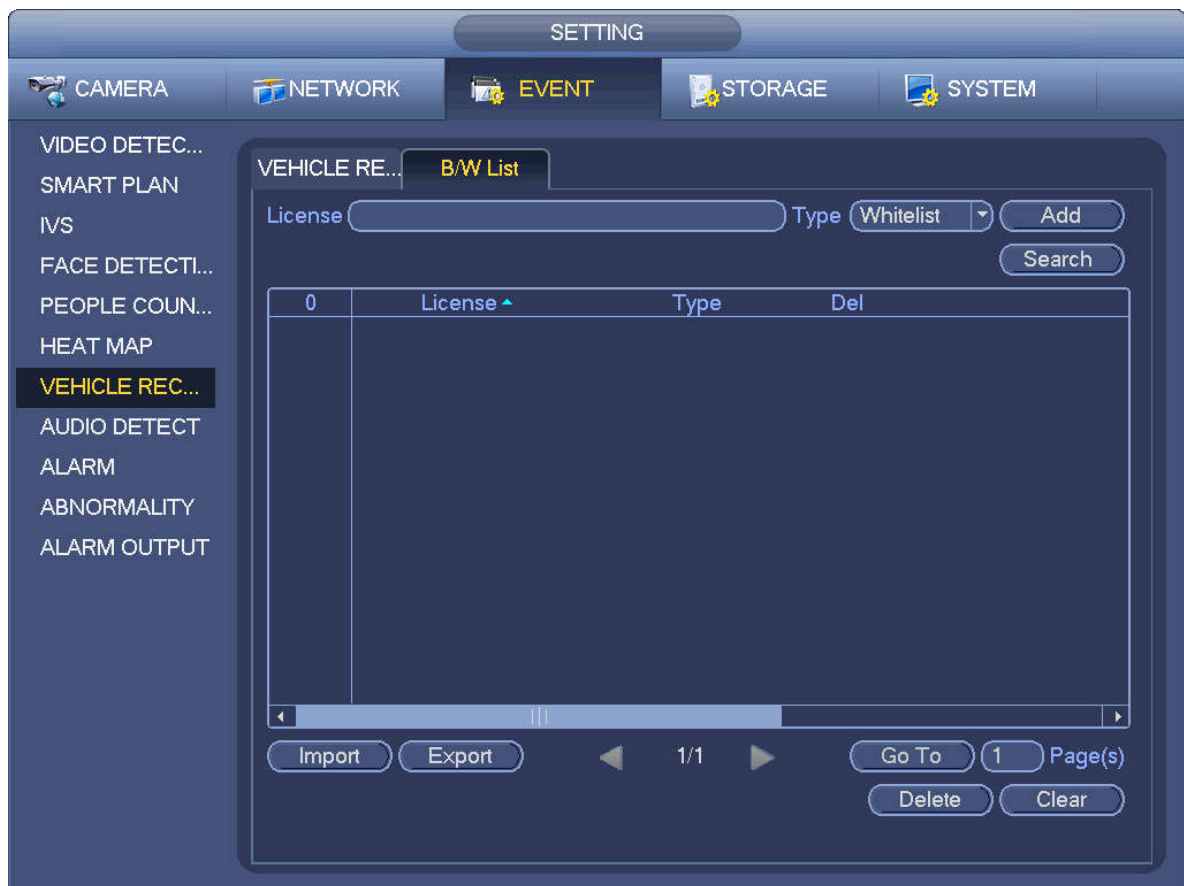 SETTING
CAMERA NETWORK EVENT STORAGE SYSTEM
VIDEO DETEC...
SMART PLAN
IVS
FACE DETECTI...
PEOPLE COUN...
HEAT MAP
VEHICLE REC...
AUDIO DETECT
ALARM
ABNORMALITY
ALARM OUTPUT
VEHICLE RE... B/W List
License Type Whitelist Add
Search
0 License Type Del
Import Export 1/1 Go To 1 Page(s)
Delete Clear